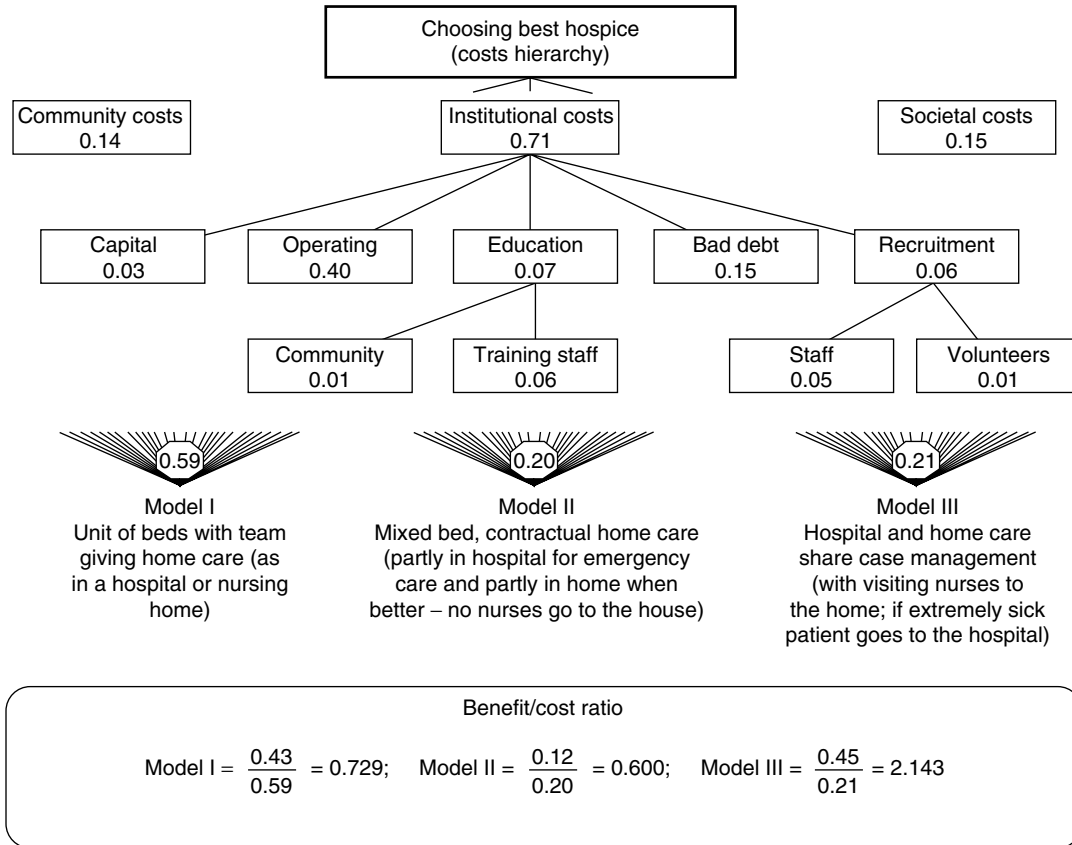 Choosing best hospice
(costs hierarchy)
Community costs
0.14
Institutional costs
0.71
Societal costs
0.15
Capital
0.03
Operating
0.40
Education
0.07
Bad debt
0.15
Recruitment
0.06
Community
0.01
Training staff
0.06
Staff
0.05
Volunteers
0.01
0.59
Model I
Unit of beds with team
giving home care (as
in a hospital or nursing
home)
0.20
Model II
Mixed bed, contractual home care
(partly in hospital for emergency
care and partly in home when
better – no nurses go to the house)
0.21
Model III
Hospital and home care
share case management
(with visiting nurses to
the home; if extremely sick
patient goes to the hospital)
Benefit/cost ratio
Model I = 0.43/0.59 = 0.729; Model II = 0.12/0.20 = 0.600; Model III = 0.45/0.21 = 2.143